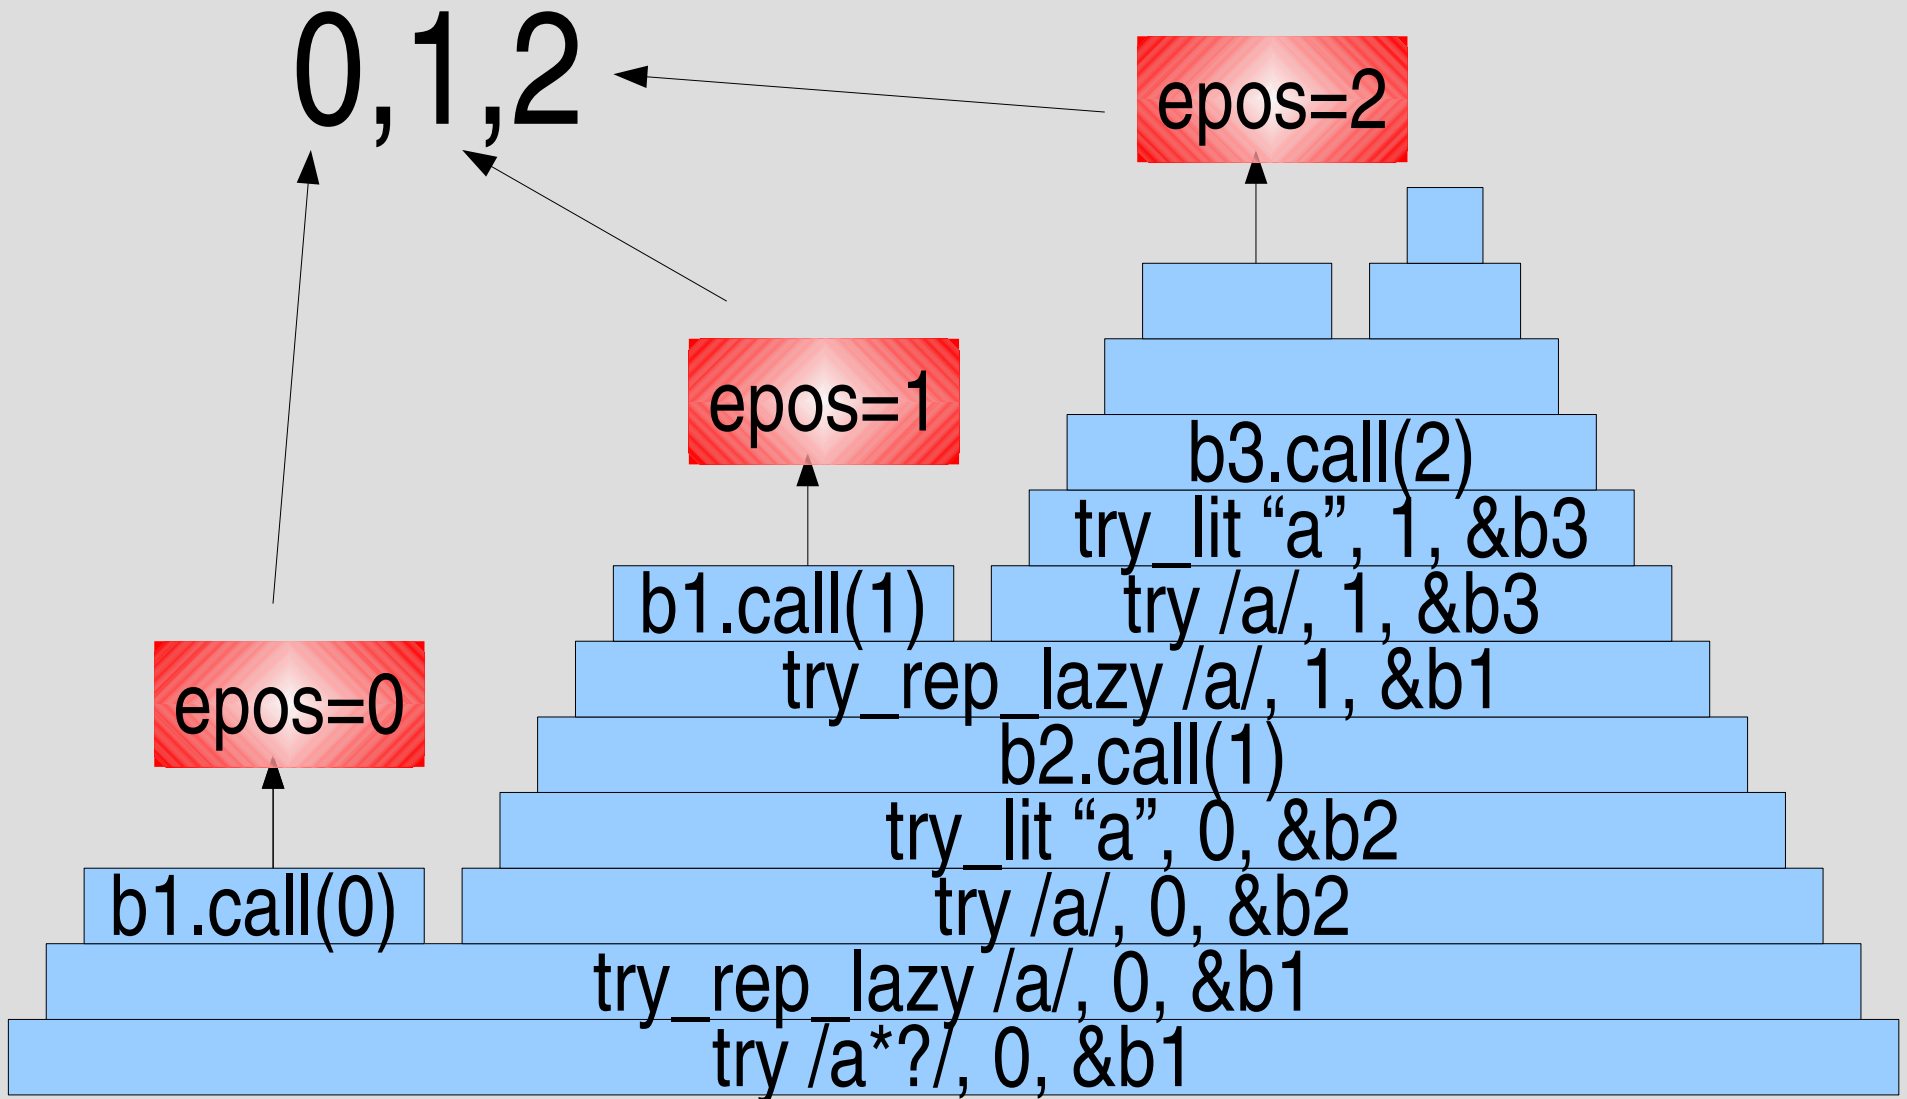 0,1,2
epos=2
epos=1
b3.call(2)
try_lit “a”, 1, &b3
b1.call(1)
try /a/, 1, &b3
epos=0
try_rep_lazy /a/, 1, &b1
b2.call(1)
try_lit “a”, 0, &b2
b1.call(0)
try /a/, 0, &b2
try_rep_lazy /a/, 0, &b1
try /a*?/, 0, &b1